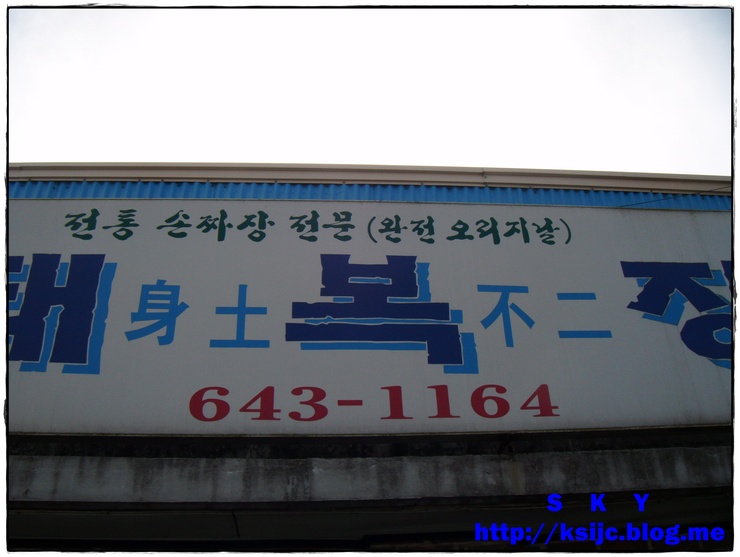 전통 손짜장 전문 (완전 오리지날)
태 身土 복 不二 장
643-1164
S K Y
http://ksijc.blog.me